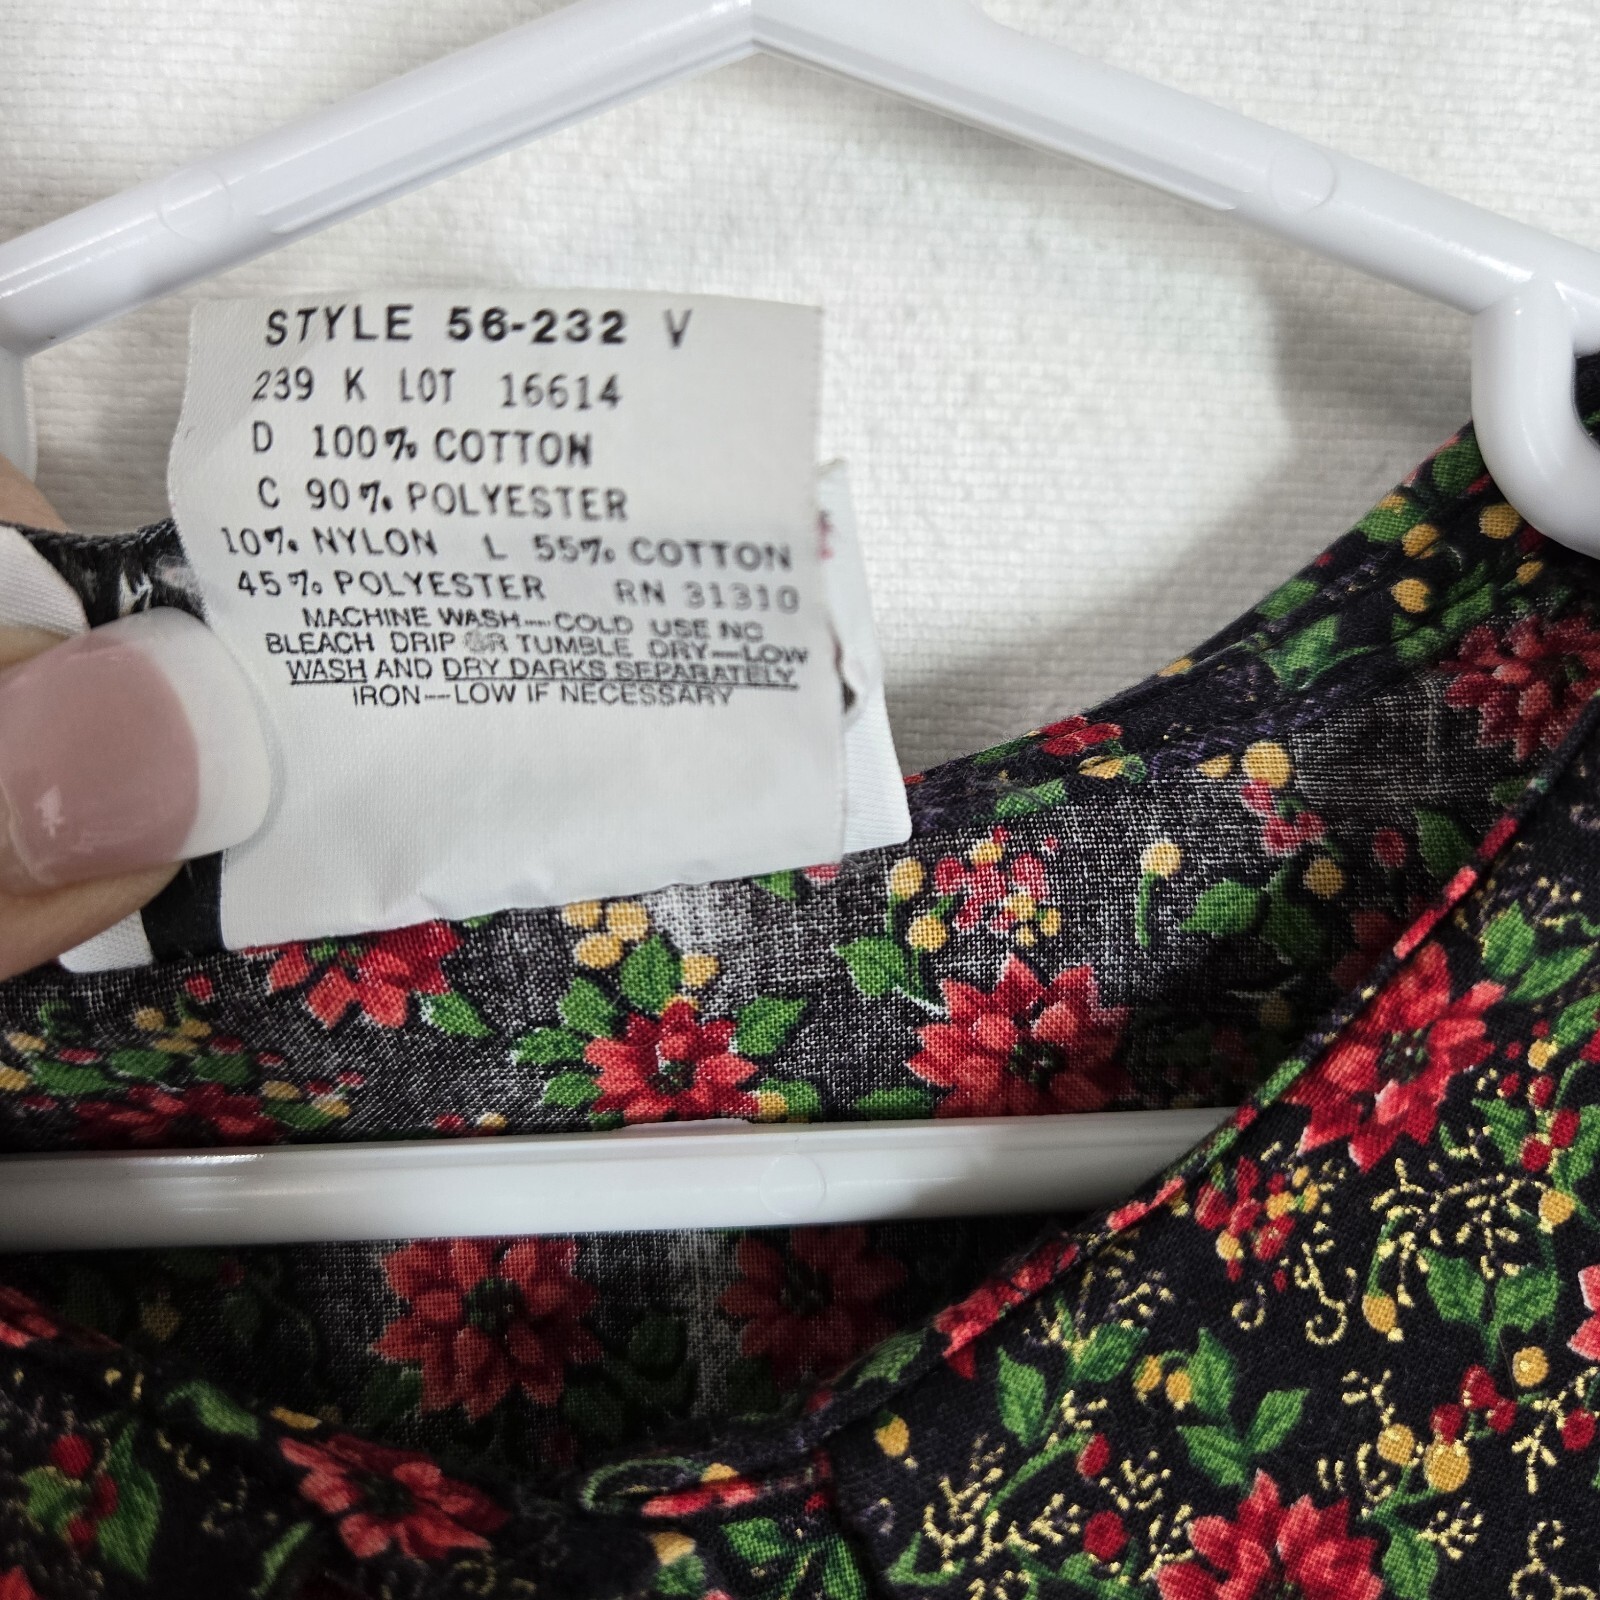 STYLE 56-232 V
239 K LOT 16614
D 100% COTTON
C 90% POLYESTER
10% NYLON L 55% COTTON
45% POLYESTER RN 31310
MACHINE WASH--COLD USE NO
BLEACH DRIP OR TUMBLE DRY--LOW
WASH AND DRY DARKS SEPARATELY
IRON--LOW IF NECESSARY